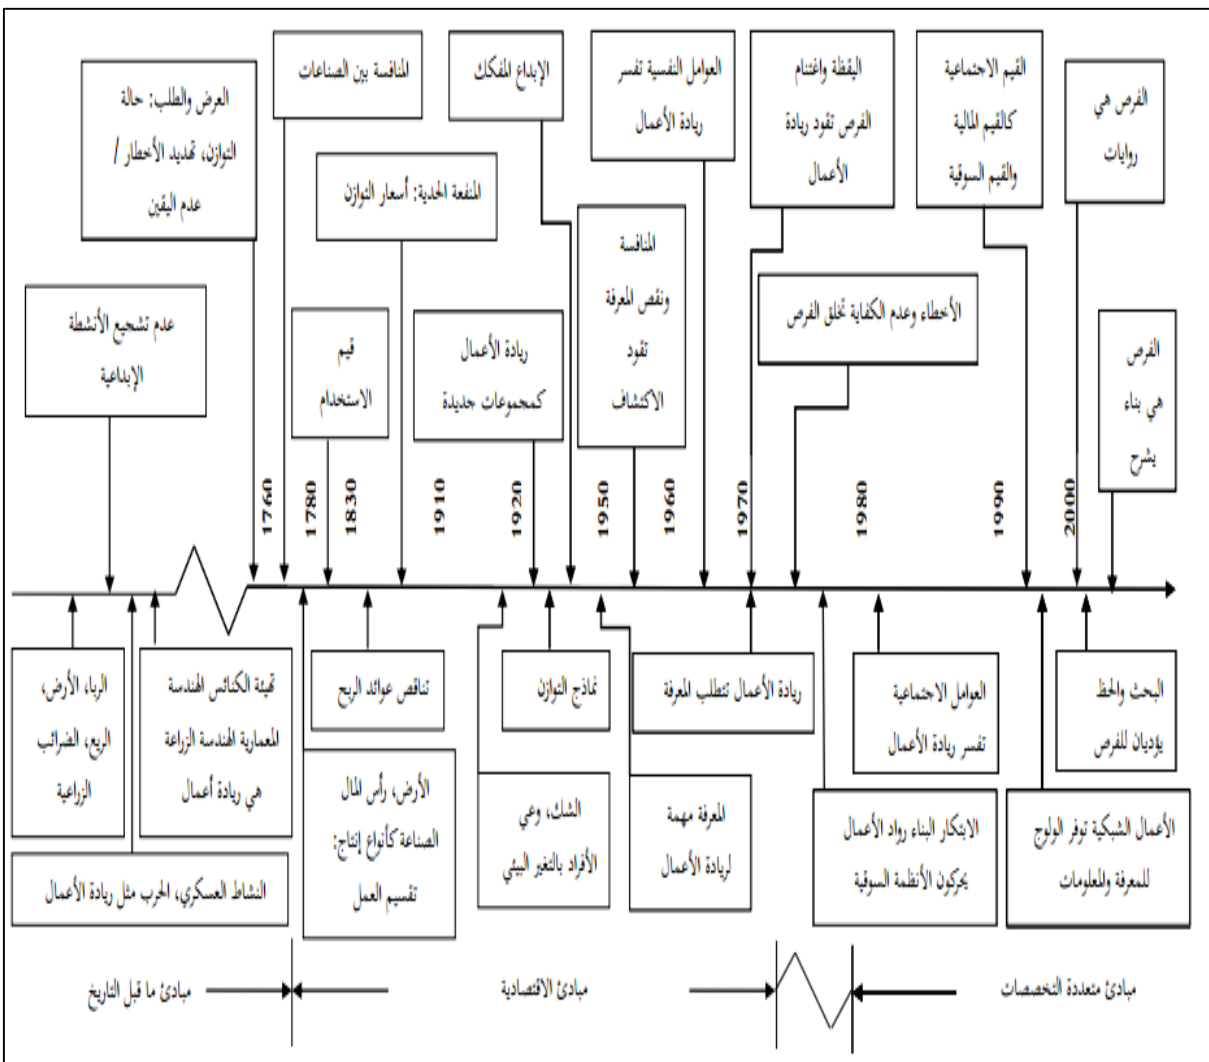 العرض والطلب: حالة
التوازن، تهديد الأخطار /
عدم اليقين
المنافسة بين الصناعات
الإبداع المفكك
العوامل النفسية تفسر
ريادة الأعمال
اليقظة واغتنام
الفرص تقود ريادة
الأعمال
القيم الاجتماعية
كالقيم المالية
والقيم السوقية
الفرص هي
روايات
عدم تشجيع الأنشطة
الإبداعية
قيم
الاستخدام
المنفعة الحدية: أسعار التوازن
ريادة الأعمال
كمجموعات جديدة
المنافسة
ونقص المعرفة
تقود
الاكتشاف
الأخطاء وعدم الكفاية تخلق الفرص
الفرص
هي بناء
يشرح
1760
1780
1830
1910
1920
1950
1960
1970
1980
1990
2000
الربا، الأرض،
الريع، الضرائب
الزراعية
تهيئة الكنائس الهندسة
المعمارية الهندسة الزراعة
هي ريادة أعمال
النشاط العسكري، الحرب مثل ريادة الأعمال
تناقص عوائد الربح
الأرض، رأس المال
الصناعة كأنواع إنتاج:
تقسيم العمل
نماذج التوازن
الشك، وعي
الأفراد بالتغير البيئي
ريادة الأعمال تتطلب المعرفة
المعرفة مهمة
لريادة الأعمال
العوامل الاجتماعية
تفسر ريادة الأعمال
الابتكار البناء رواد الأعمال
يحركون الأنظمة السوقية
البحث والحظ
يؤديان للفرص
الأعمال الشبكية توفر الولوج
للمعرفة والمعلومات
مبادئ ما قبل التاريخ
مبادئ الاقتصادية
مبادئ متعددة التخصصات